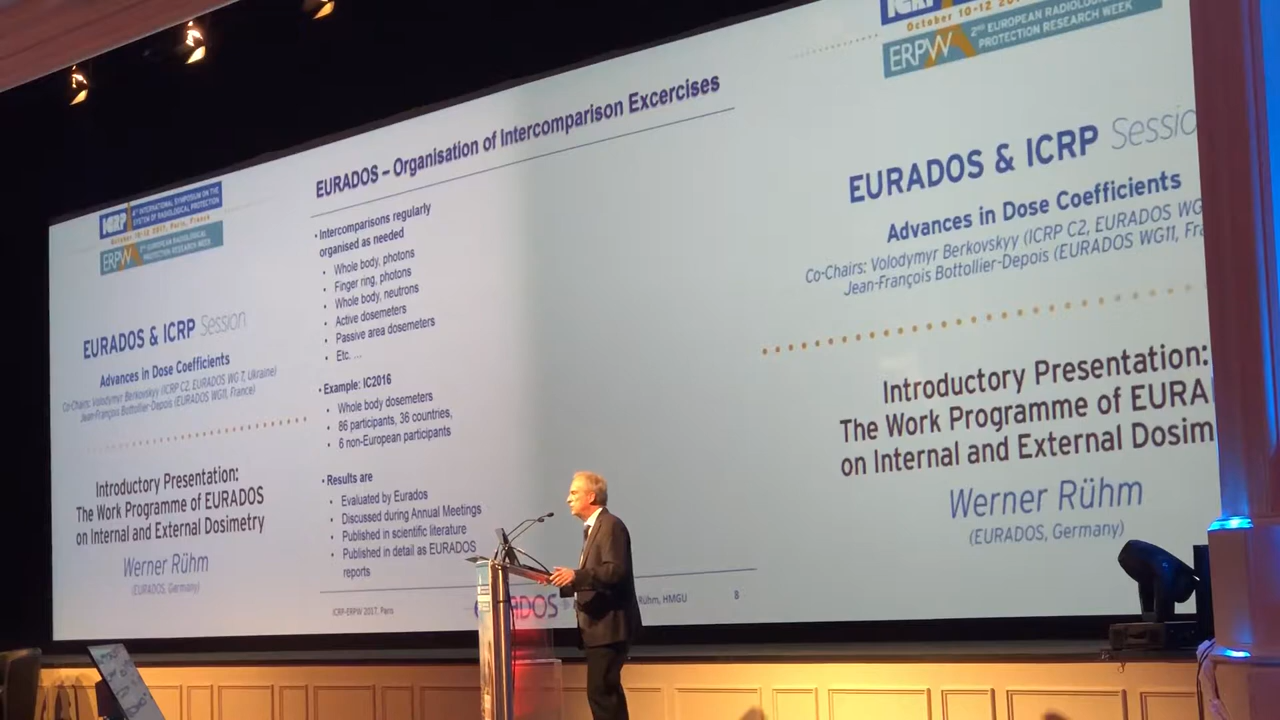 ICRP 4TH INTERNATIONAL SYMPOSIUM ON THE
SYSTEM OF RADIOLOGICAL PROTECTION
October 10-12 2017, Paris, France
ERPW 2ND EUROPEAN RADIOLOGICAL
PROTECTION RESEARCH WEEK
EURADOS & ICRP Session
Advances in Dose Coefficients
Co-Chairs: Volodymyr Berkovskyy (ICRP C2, EURADOS WG 7, Ukraine)
Jean-François Bottollier-Depois (EURADOS WG11, France)
Introductory Presentation:
The Work Programme of EURADOS
on Internal and External Dosimetry
Werner Rühm
(EURADOS, Germany)
EURADOS – Organisation of Intercomparison Excercises
• Intercomparisons regularly
organised as needed
• Whole body, photons
• Finger ring, photons
• Whole body, neutrons
• Active dosemeters
• Passive area dosemeters
• Etc. ...
• Example: IC2016
• Whole body dosemeters
• 86 participants, 36 countries,
• 6 non-European participants
• Results are
• Evaluated by Eurados
• Discussed during Annual Meetings
• Published in scientific literature
• Published in detail as EURADOS
reports
ICRP-ERPW 2017, Paris
ADOS
Rühm, HMGU
8
ICRP
October 10-12 201
ERPW 2ND EUROPEAN RADIOLOGI
PROTECTION RESEARCH WEEK
EURADOS & ICRP Sessio
Advances in Dose Coefficients
Co-Chairs: Volodymyr Berkovskyy (ICRP C2, EURADOS WG
Jean-François Bottollier-Depois (EURADOS WG11, Fra
Introductory Presentation:
The Work Programme of EURA
on Internal and External Dosim
Werner Rühm
(EURADOS, Germany)